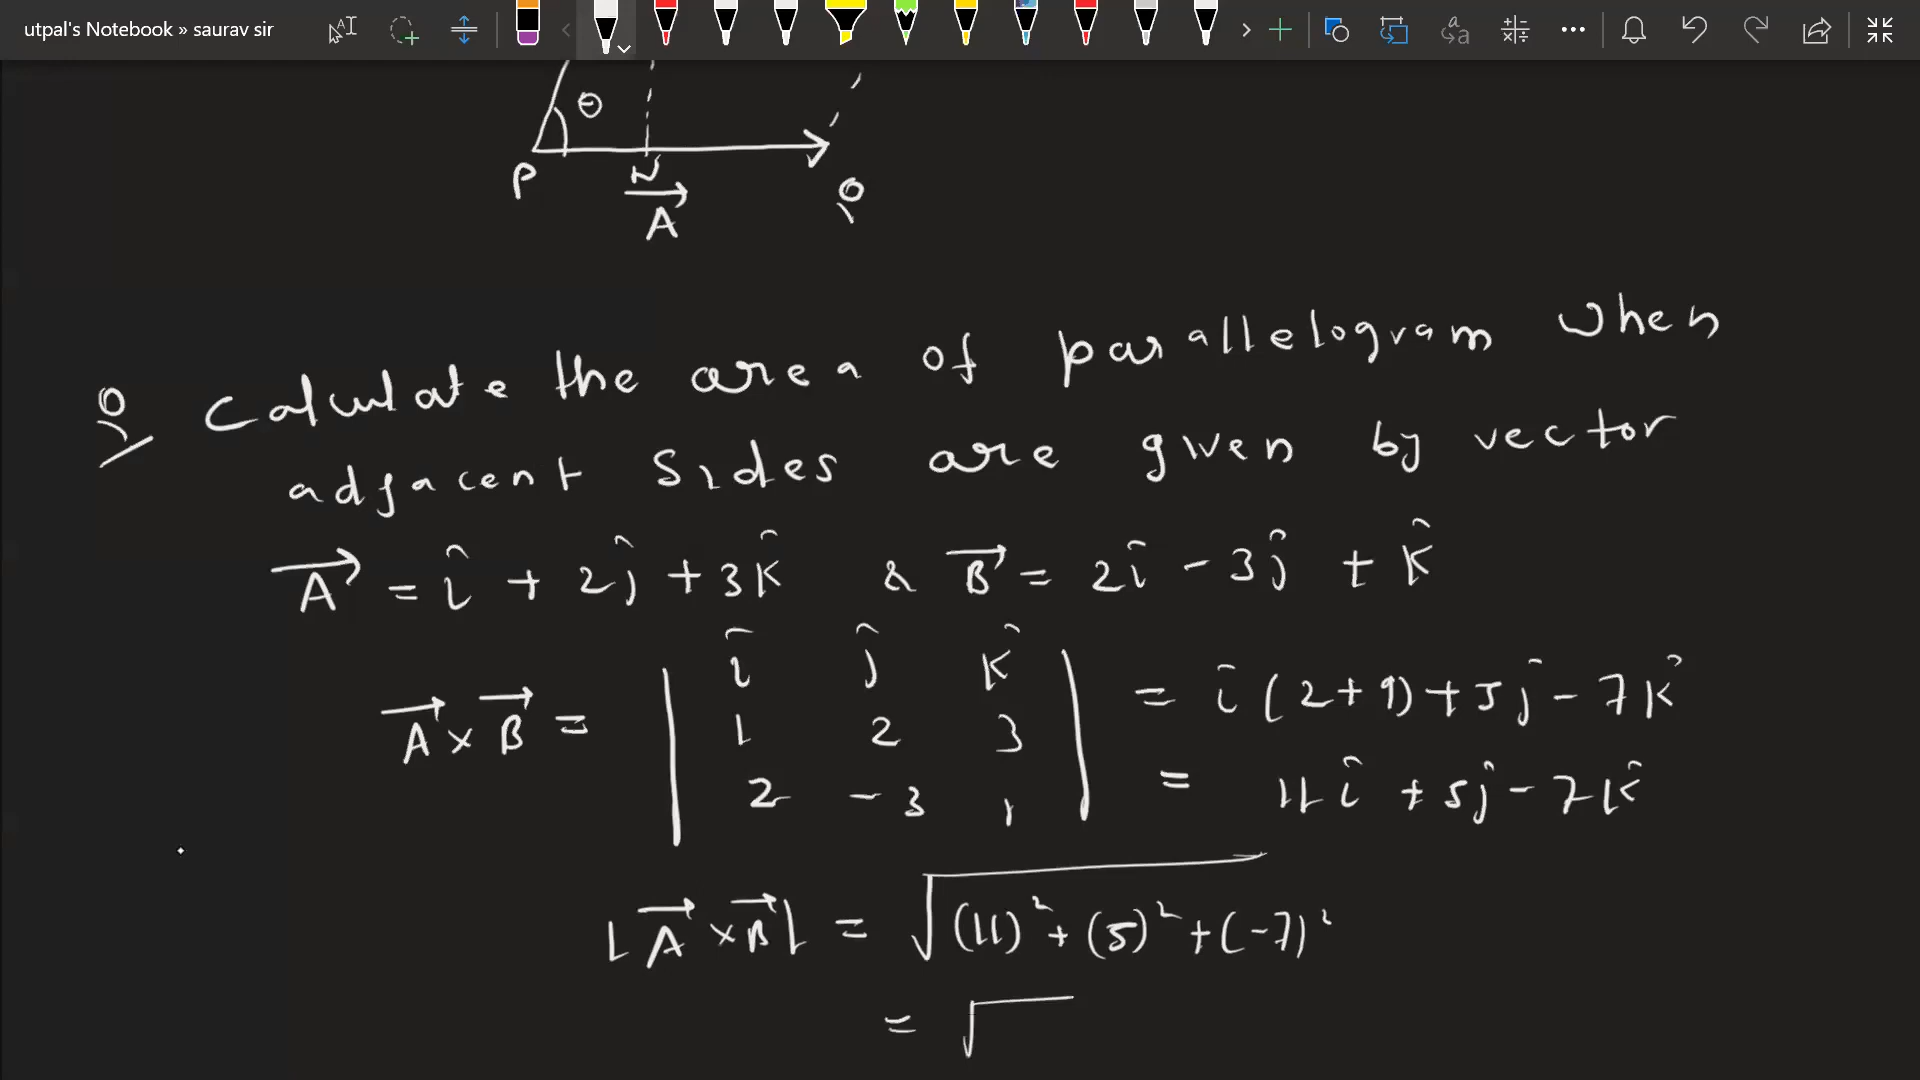 utpal's Notebook » saurav sir
θ
P N Q
A
Q Calculate the area of parallelogram when
adjacent sides are given by vector
A = î + 2ĵ + 3k̂ & B = 2î - 3ĵ + k̂
A × B = | î ĵ k̂ | = î (2+9) + 5ĵ - 7k̂
1 2 3
2 -3 1 = 11î + 5ĵ - 7k̂
|A × B| = √(11)² + (5)² + (-7)²
= √